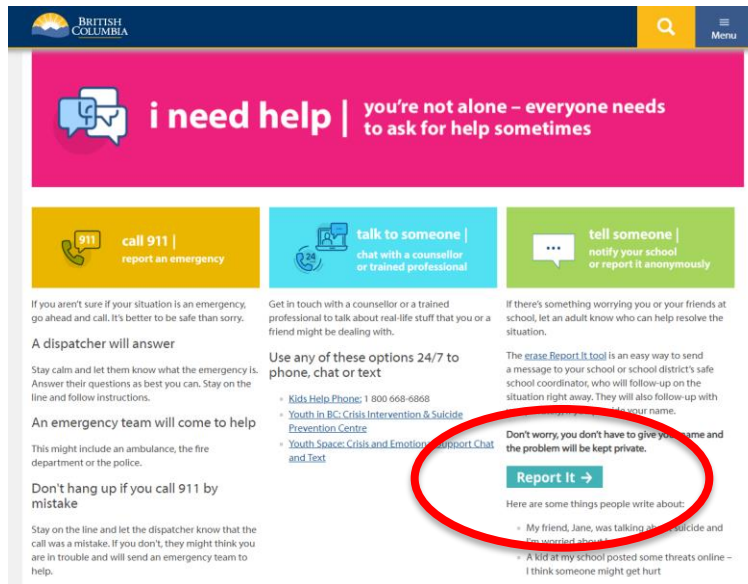 BRITISH
COLUMBIA
Menu
i need help |
you're not alone – everyone needs
to ask for help sometimes
911
call 911 |
report an emergency
If you aren't sure if your situation is an emergency,
go ahead and call. It's better to be safe than sorry.
A dispatcher will answer
Stay calm and let them know what the emergency is.
Answer their questions as best you can. Stay on the
line and follow instructions.
An emergency team will come to help
This might include an ambulance, the fire
department or the police.
Don't hang up if you call 911 by
mistake
Stay on the line and let the dispatcher know that the
call was a mistake. If you don't, they might think you
are in trouble and will send an emergency team to
help.
24
talk to someone |
chat with a counsellor
or trained professional
Get in touch with a counsellor or a trained
professional to talk about real-life stuff that you or a
friend might be dealing with.
Use any of these options 24/7 to
phone, chat or text
Kids Help Phone: 1 800 668-6868
Youth in BC: Crisis Intervention & Suicide
Prevention Centre
Youth Space: Crisis and Emotional Support Chat
and Text
tell someone |
notify your school
or report it anonymously
If there's something worrying you or your friends at
school, let an adult know who can help resolve the
situation.
The erase Report It tool is an easy way to send
a message to your school or school district's safe
school coordinator, who will follow-up on the
situation right away. They will also follow-up with
your name.
Don't worry, you don't have to give your name and
the problem will be kept private.
Report It →
Here are some things people write about:
My friend, Jane, was talking about suicide and
I'm worried about
A kid at my school posted some threats online –
I think someone might get hurt